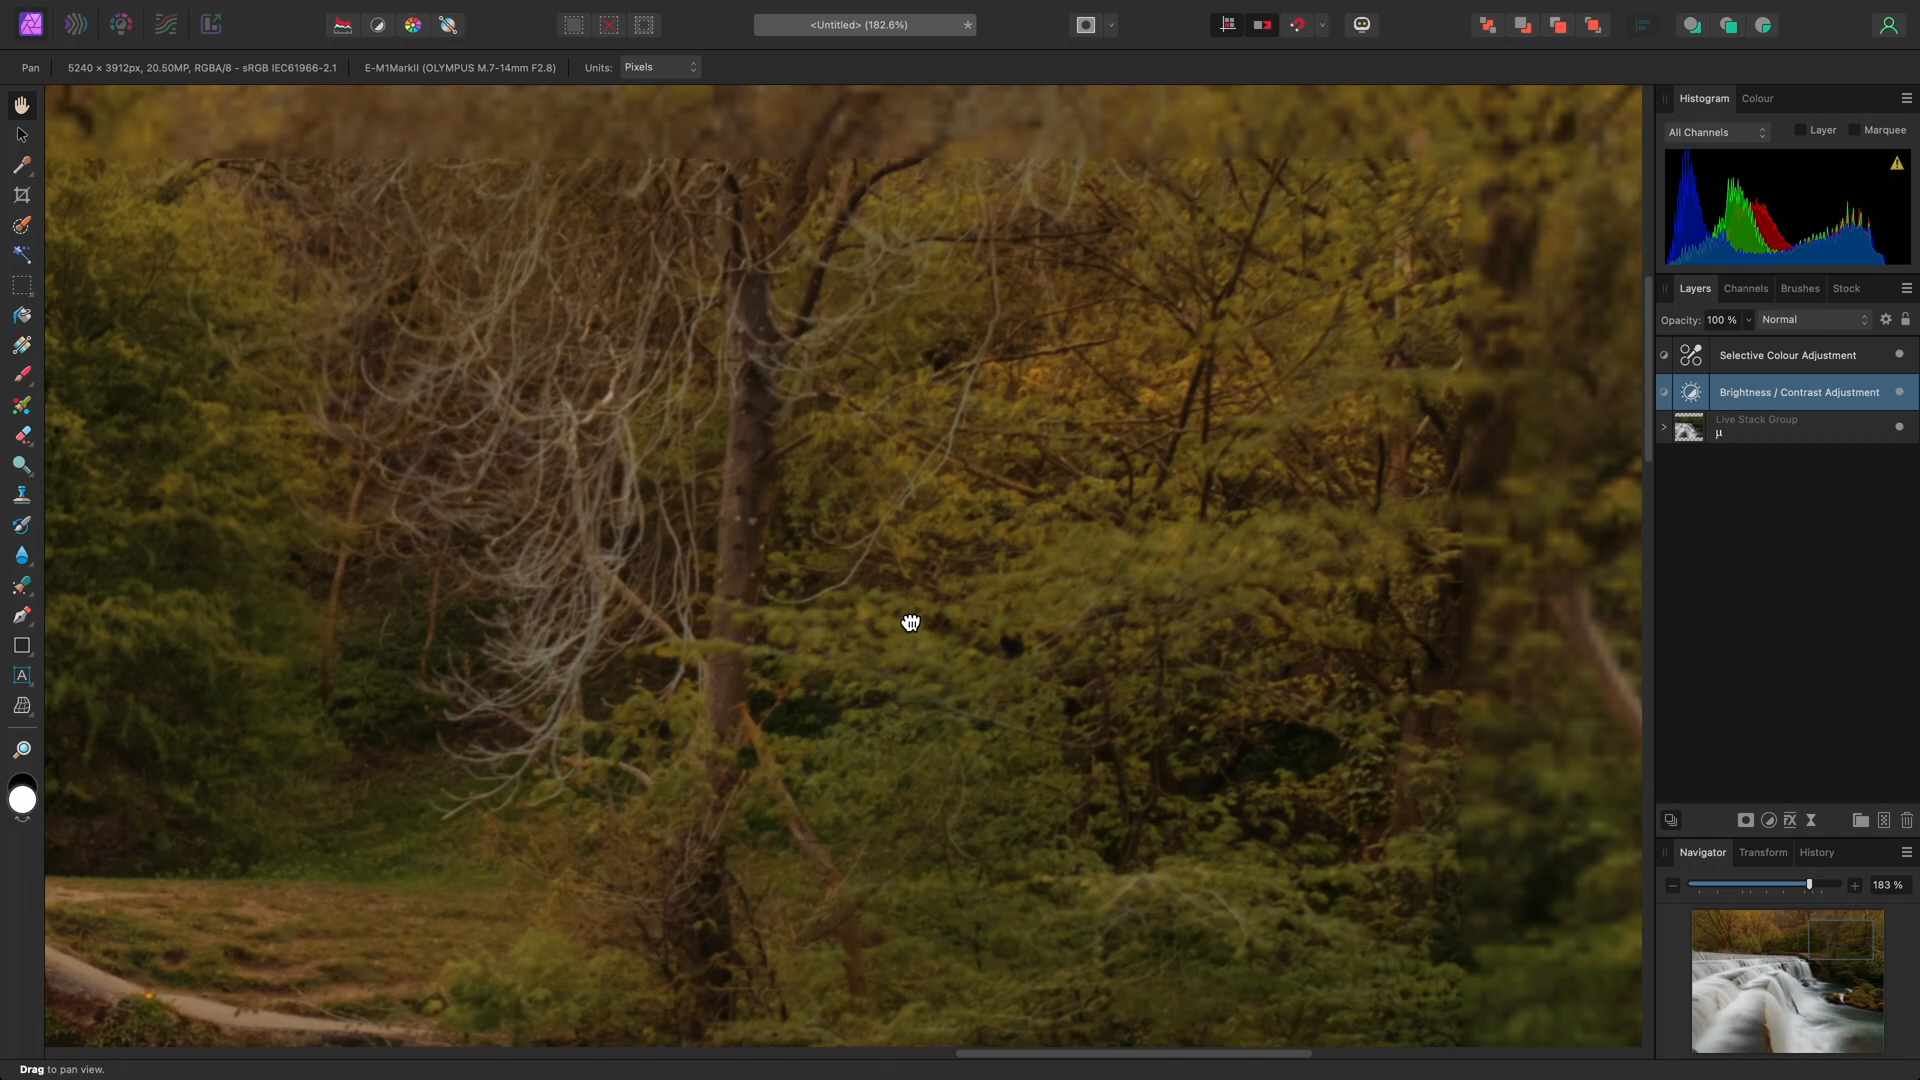 <Untitled> (182.6%)
*
Pan
5240 × 3912px, 20.50MP, RGBA/8 - sRGB IEC61966-2.1
E-M1MarkII (OLYMPUS M.7-14mm F2.8)
Units:
Pixels
Histogram
Colour
All Channels
Layer
Marquee
Layers
Channels
Brushes
Stock
Opacity:
100 %
Normal
Selective Colour Adjustment
Brightness / Contrast Adjustment
Live Stack Group
μ
A
FX
Navigator
Transform
History
183 %
Drag to pan view.